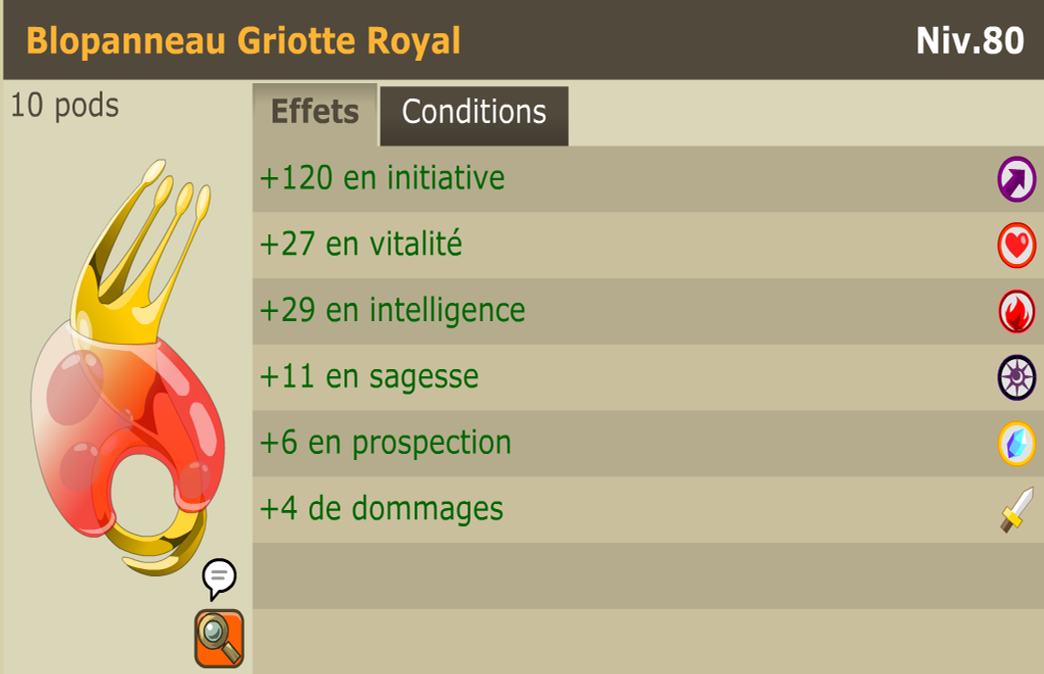 Blopanneau Griotte Royal
Niv.80
10 pods
Effets
Conditions
+120 en initiative
+27 en vitalité
+29 en intelligence
+11 en sagesse
+6 en prospection
+4 de dommages